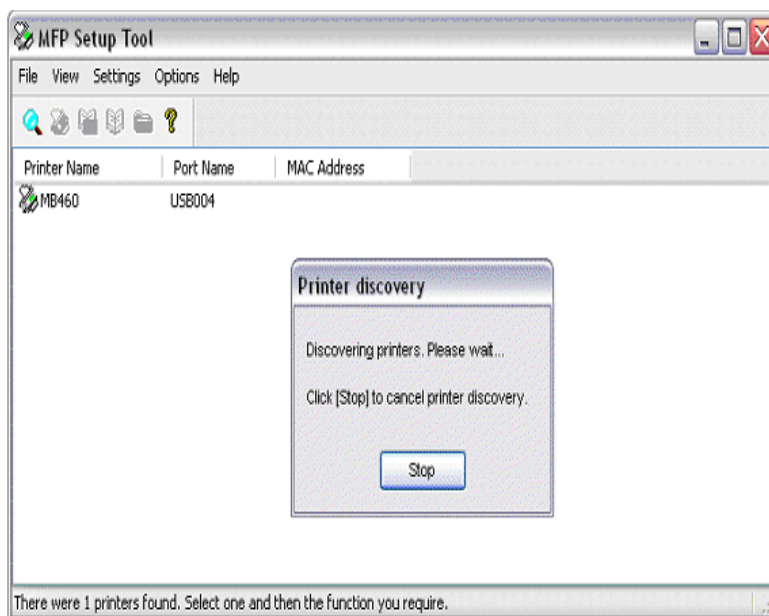 MFP Setup Tool
File View Settings Options Help
Printer Name Port Name MAC Address
MB460 USB004
Printer discovery
Discovering printers. Please wait...
Click [Stop] to cancel printer discovery.
Stop
There were 1 printers found. Select one and then the function you require.